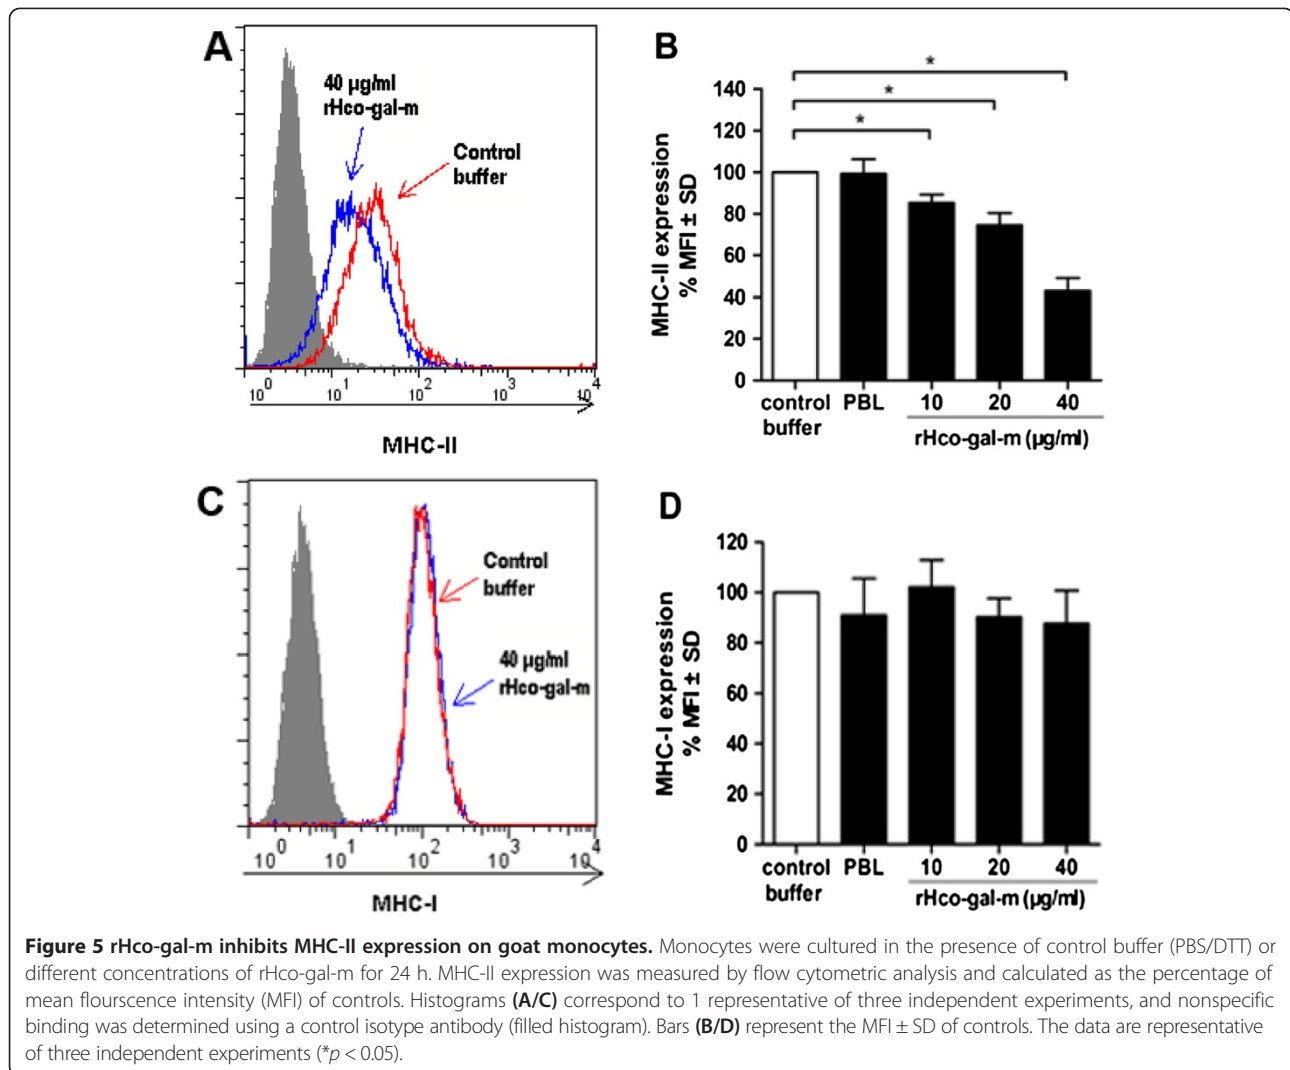 A
40 µg/ml
rHco-gal-m
Control
buffer
10^0 10^1 10^2 10^3 10^4
MHC-II
B
* 
*
*
MHC-II expression
% MFI ± SD
140
120
100
80
60
40
20
0
control PBL 10 20 40
buffer rHco-gal-m (µg/ml)
C
Control
buffer
40 µg/ml
rHco-gal-m
10^0 10^1 10^2 10^3 10^4
MHC-I
D
MHC-I expression
% MFI ± SD
120
100
80
60
40
20
0
control PBL 10 20 40
buffer rHco-gal-m (µg/ml)
Figure 5 rHco-gal-m inhibits MHC-II expression on goat monocytes. Monocytes were cultured in the presence of control buffer (PBS/DTT) or
different concentrations of rHco-gal-m for 24 h. MHC-II expression was measured by flow cytometric analysis and calculated as the percentage of
mean flourscence intensity (MFI) of controls. Histograms (A/C) correspond to 1 representative of three independent experiments, and nonspecific
binding was determined using a control isotype antibody (filled histogram). Bars (B/D) represent the MFI ± SD of controls. The data are representative
of three independent experiments (*p < 0.05).